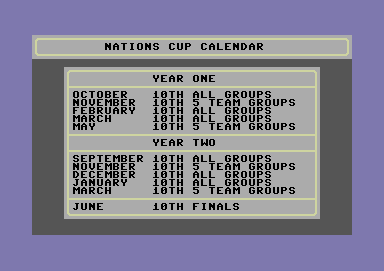 NATIONS CUP CALENDAR
YEAR ONE
OCTOBER 10TH ALL GROUPS
NOVEMBER 10TH 5 TEAM GROUPS
FEBRUARY 10TH ALL GROUPS
MARCH 10TH ALL GROUPS
MAY 10TH 5 TEAM GROUPS
YEAR TWO
SEPTEMBER 10TH ALL GROUPS
NOVEMBER 10TH 5 TEAM GROUPS
DECEMBER 10TH ALL GROUPS
JANUARY 10TH ALL GROUPS
MARCH 10TH 5 TEAM GROUPS
JUNE 10TH FINALS